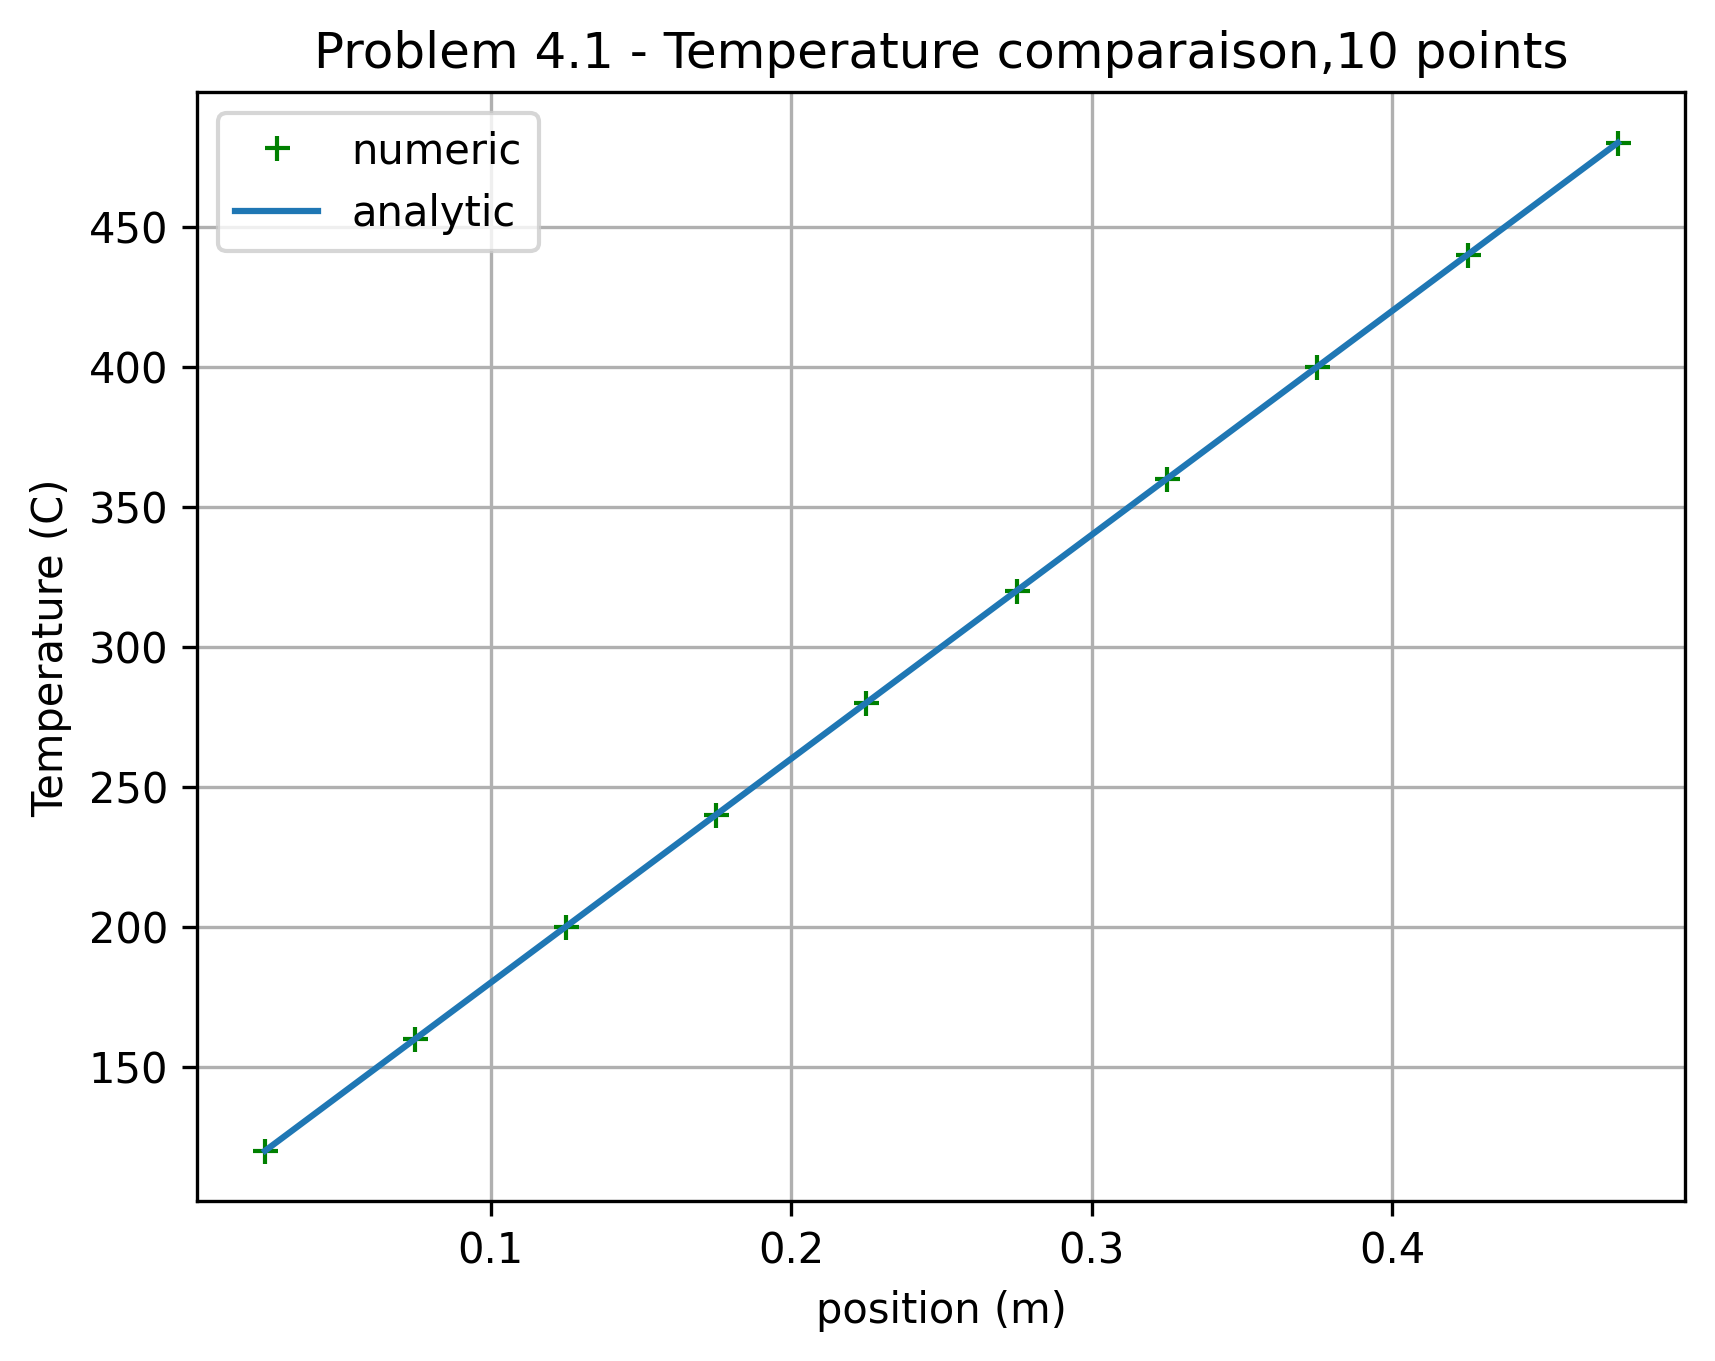 Problem 4.1 - Temperature comparaison,10 points
numeric
analytic
Temperature (C)
450
400
350
300
250
200
150
0.1 0.2 0.3 0.4
position (m)